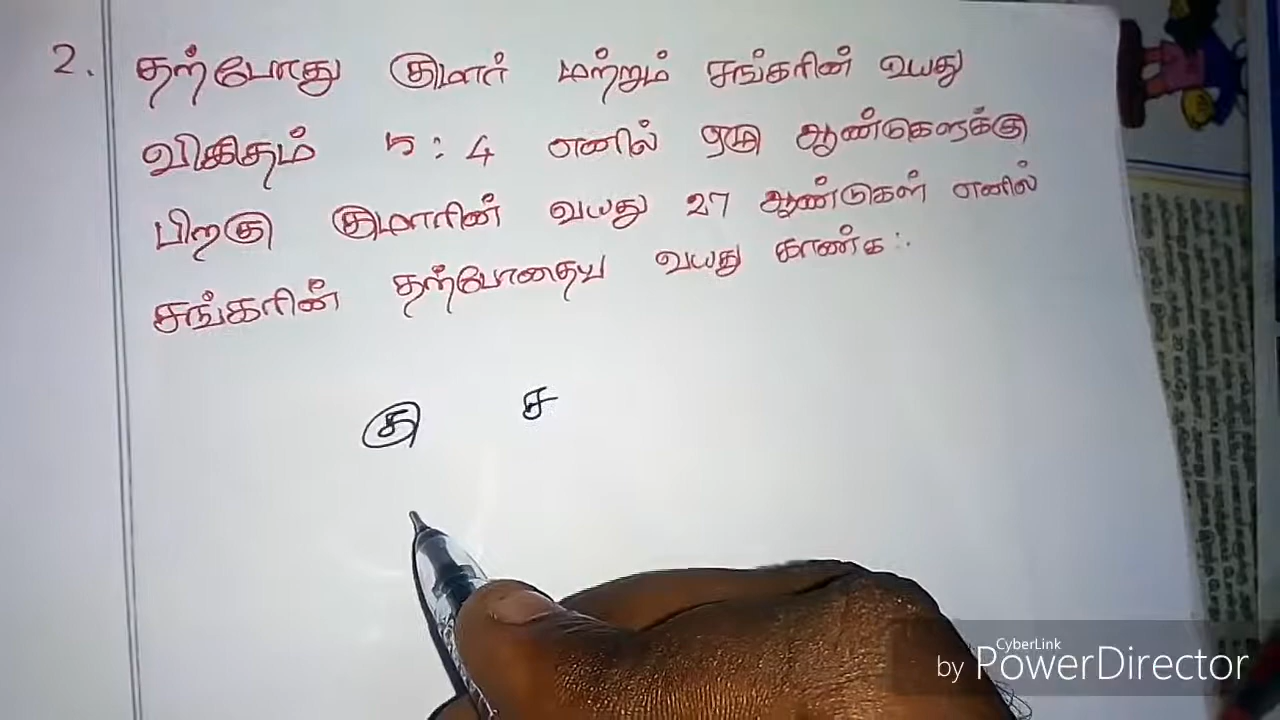 2. தற்போது குமார் மற்றும் சங்கரின் வயது
விகிதம் 5 : 4 எனில் ஏழு ஆண்டுகளுக்கு
பிறகு குமாரின் வயது 27 ஆண்டுகள் எனில்
சங்கரின் தற்போதைய வயது காண்க :.
கு ச
CyberLink
by PowerDirector